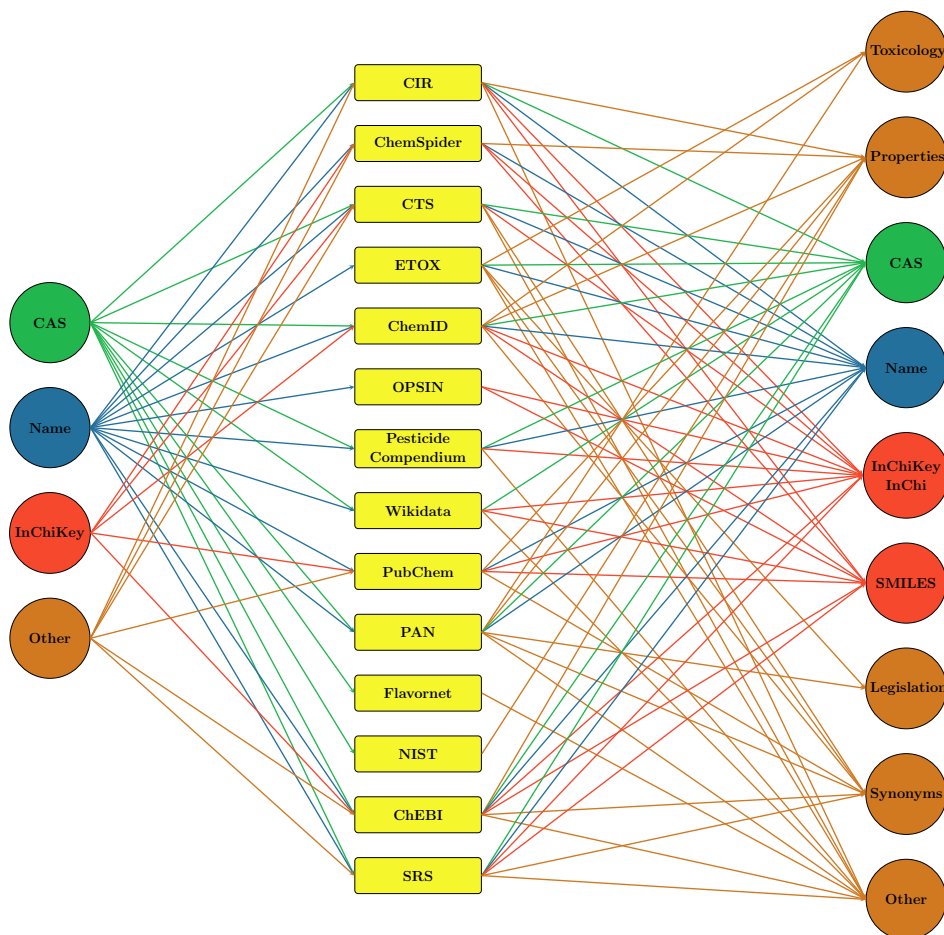 CAS
Name
InChiKey
Other
CIR
ChemSpider
CTS
ETOX
ChemID
OPSIN
Pesticide
Compendium
Wikidata
PubChem
PAN
Flavornet
NIST
ChEBI
SRS
Toxicology
Properties
CAS
Name
InChiKey
InChi
SMILES
Legislation
Synonyms
Other